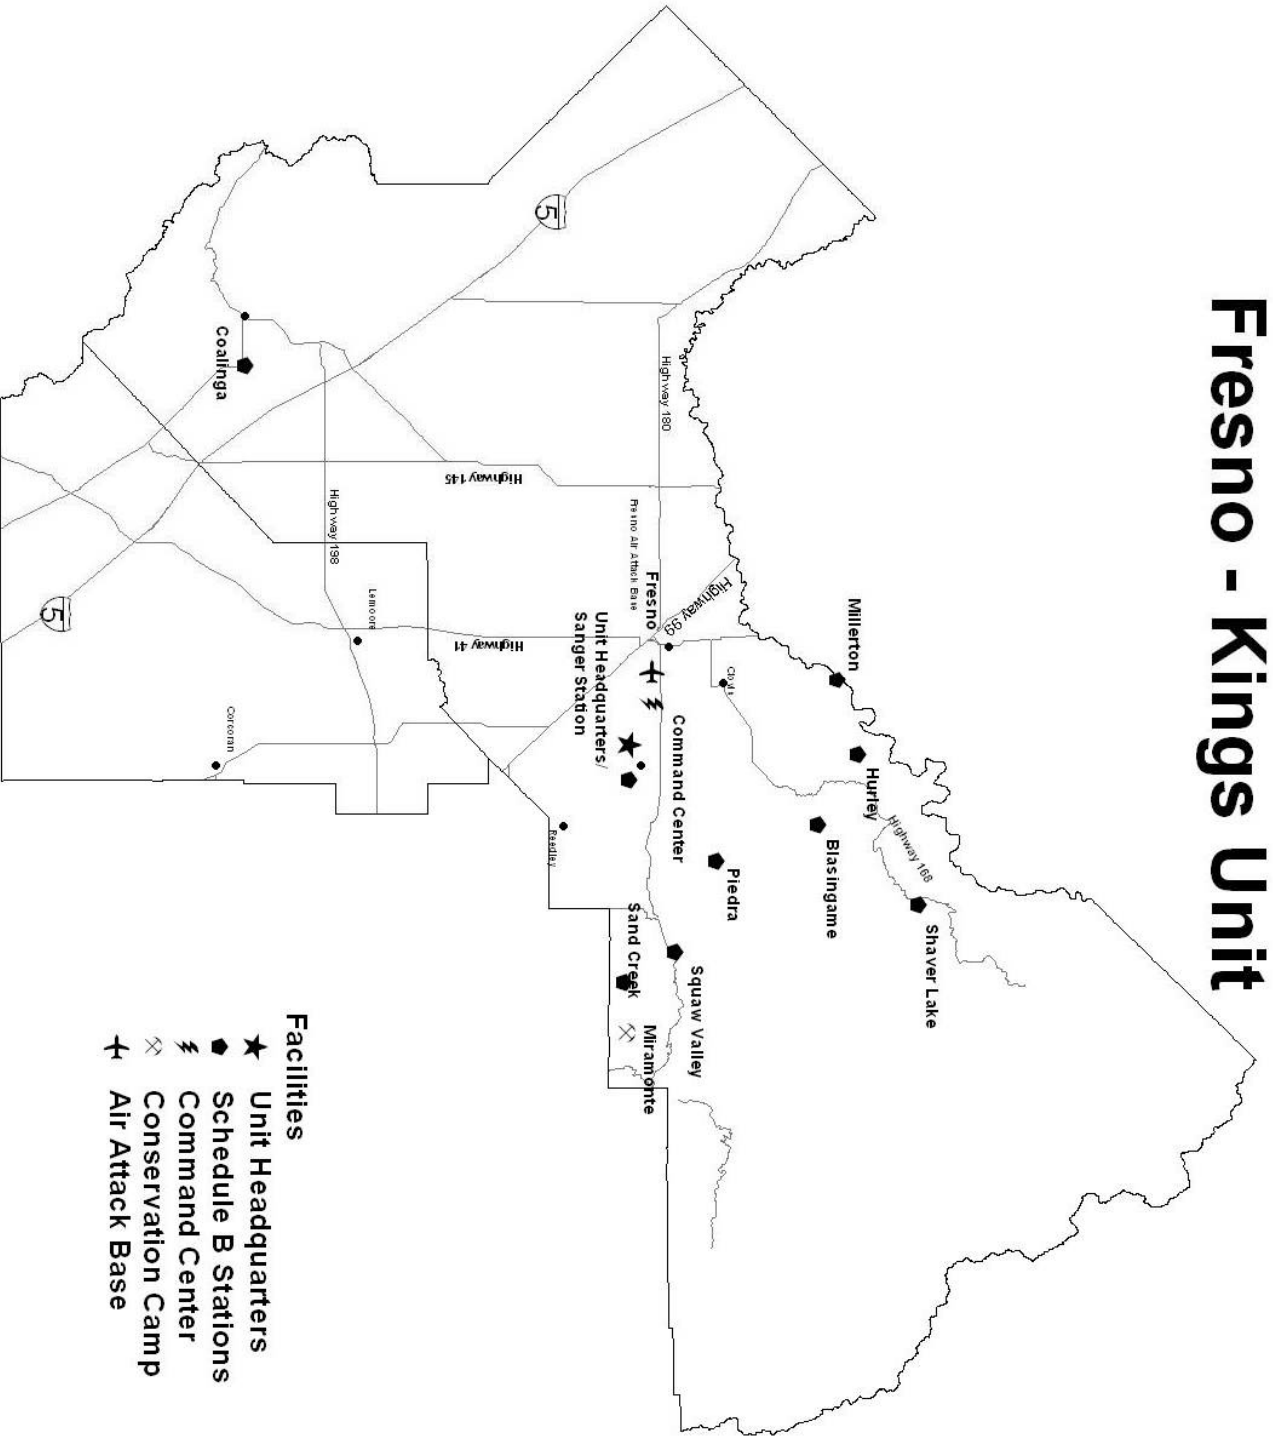 Fresno - Kings Unit
Millerton
Hurley
Highway 168
Shaver Lake
Blasingame
Piedra
Squaw Valley
Clovis
Highway 99
Highway 180
Fresno
Fresno Air Attack Base
Command Center
Unit Headquarters/
Sanger Station
Sand Creek
Miramonte
Reedley
5
Highway 145
Highway 41
Highway 198
Lemoore
Coalinga
Corcoran
5
Facilities
Unit Headquarters
Schedule B Stations
Command Center
Conservation Camp
Air Attack Base